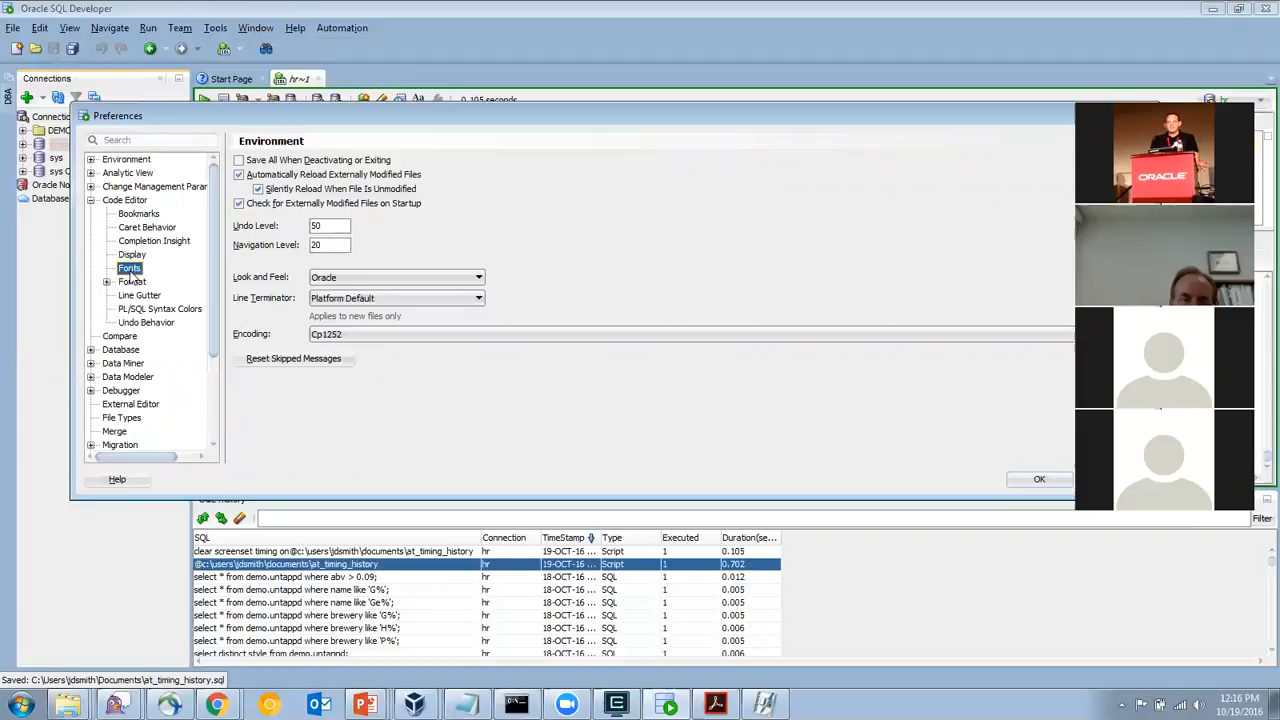 Oracle SQL Developer
File Edit View Navigate Run Team Tools Window Help Automation
Connections
Start Page
hr~1
DBA
0.105 seconds
hr
Connectio
DEMO
sys
sys C
Oracle No
Database
Preferences
Search
Environment
Analytic View
Change Management Parar
Code Editor
Bookmarks
Caret Behavior
Completion Insight
Display
Fonts
Format
Line Gutter
PL/SQL Syntax Colors
Undo Behavior
Compare
Database
Data Miner
Data Modeler
Debugger
External Editor
File Types
Merge
Migration
Environment
Save All When Deactivating or Exiting
Automatically Reload Externally Modified Files
Silently Reload When File Is Unmodified
Check for Externally Modified Files on Startup
Undo Level: 50
Navigation Level: 20
Look and Feel: Oracle
Line Terminator: Platform Default
Applies to new files only
Encoding: Cp1252
Reset Skipped Messages
Help
OK
ORACLE
Filter
SQL Connection TimeStamp Type Executed Duration(se...
clear screenset timing on@c:\users\jdsmith\documents\at_timing_history hr 19-OCT-16 ... Script 1 0.105
@c:\users\jdsmith\documents\at_timing_history hr 19-OCT-16 ... Script 1 0.702
select * from demo.untappd where abv > 0.09; hr 18-OCT-16 ... SQL 1 0.012
select * from demo.untappd where name like 'G%'; hr 18-OCT-16 ... SQL 1 0.005
select * from demo.untappd where name like 'Ge%'; hr 18-OCT-16 ... SQL 1 0.005
select * from demo.untappd where brewery like 'G%'; hr 18-OCT-16 ... SQL 1 0.005
select * from demo.untappd where brewery like 'H%'; hr 18-OCT-16 ... SQL 1 0.006
select * from demo.untappd where brewery like 'P%'; hr 18-OCT-16 ... SQL 1 0.005
select distinct style from demo.untappd; hr 18-OCT-16 ... SQL 1 0.006
Saved: C:\Users\jdsmith\Documents\at_timing_history.sql
12:16 PM
10/19/2016